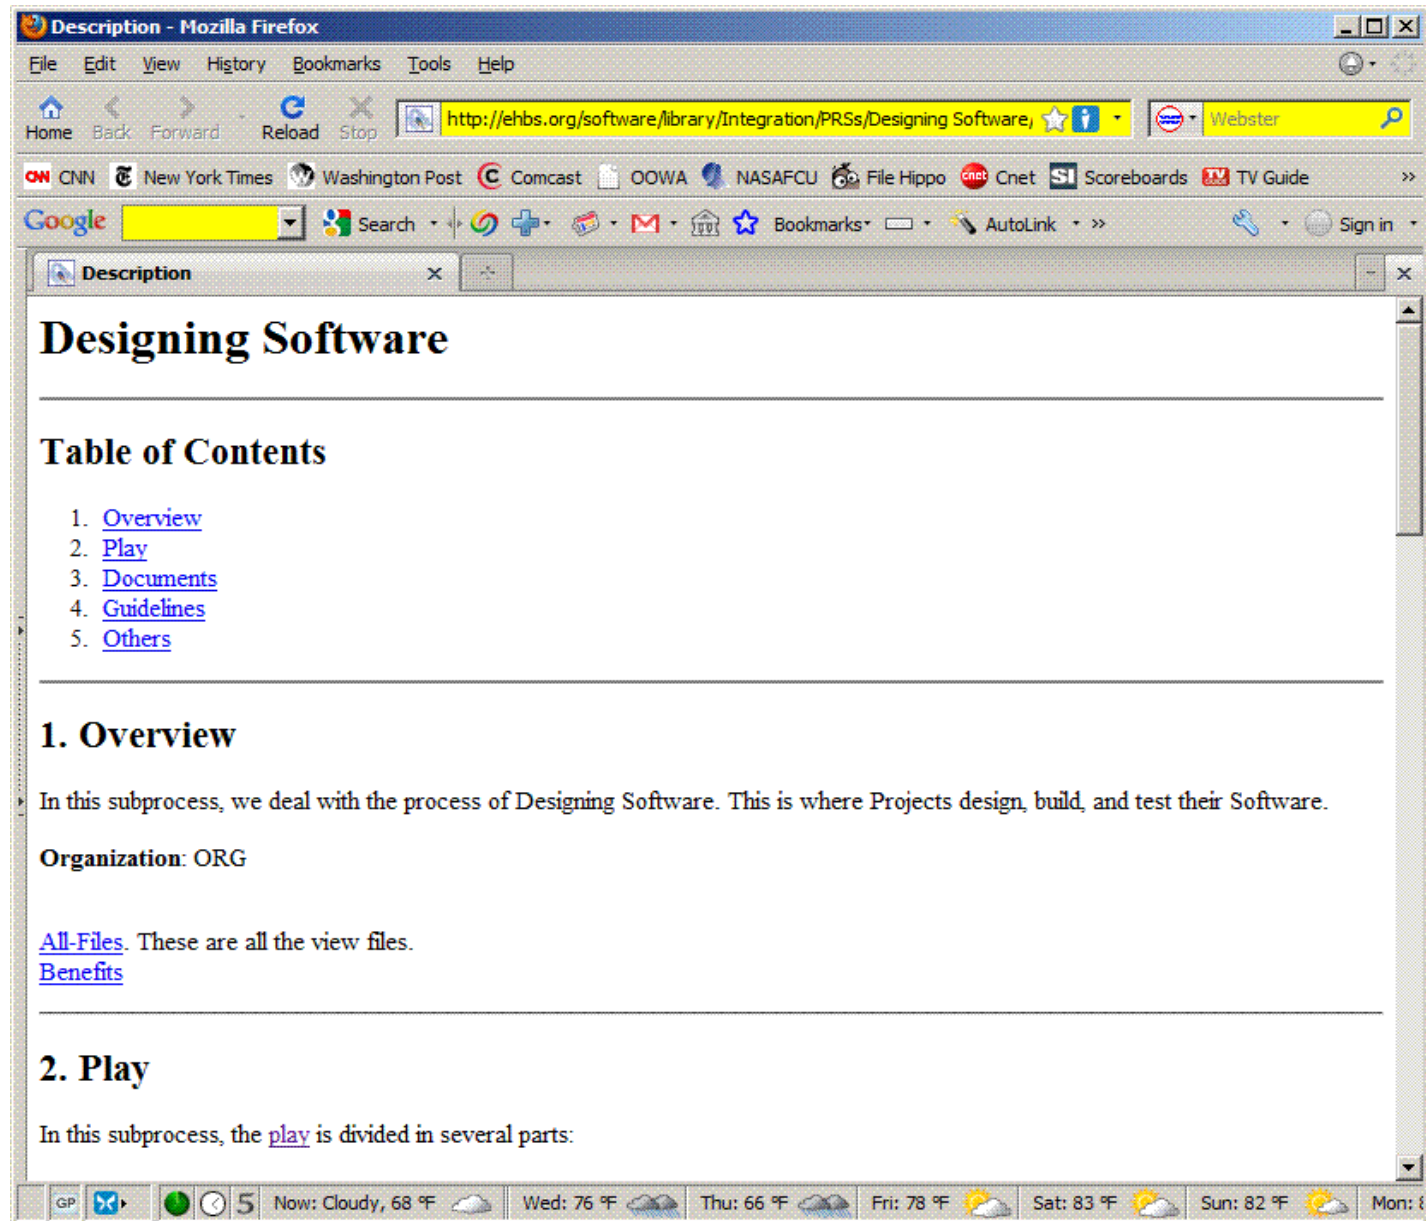 Description - Mozilla Firefox
File Edit View History Bookmarks Tools Help
Home Back Forward Reload Stop http://ehbs.org/software/library/Integration/PRSs/Designing Software/ Webster
CNN CNN New York Times Washington Post C Comcast OOWA NASAFCU File Hippo cnet Cnet SI Scoreboards TV Guide »
Google Search Bookmarks AutoLink » Sign in
Description
Designing Software
Table of Contents
1. Overview
2. Play
3. Documents
4. Guidelines
5. Others
1. Overview
In this subprocess, we deal with the process of Designing Software. This is where Projects design, build, and test their Software.
Organization: ORG
All-Files. These are all the view files.
Benefits
2. Play
In this subprocess, the play is divided in several parts:
GP 5 Now: Cloudy, 68 °F Wed: 76 °F Thu: 66 °F Fri: 78 °F Sat: 83 °F Sun: 82 °F Mon: